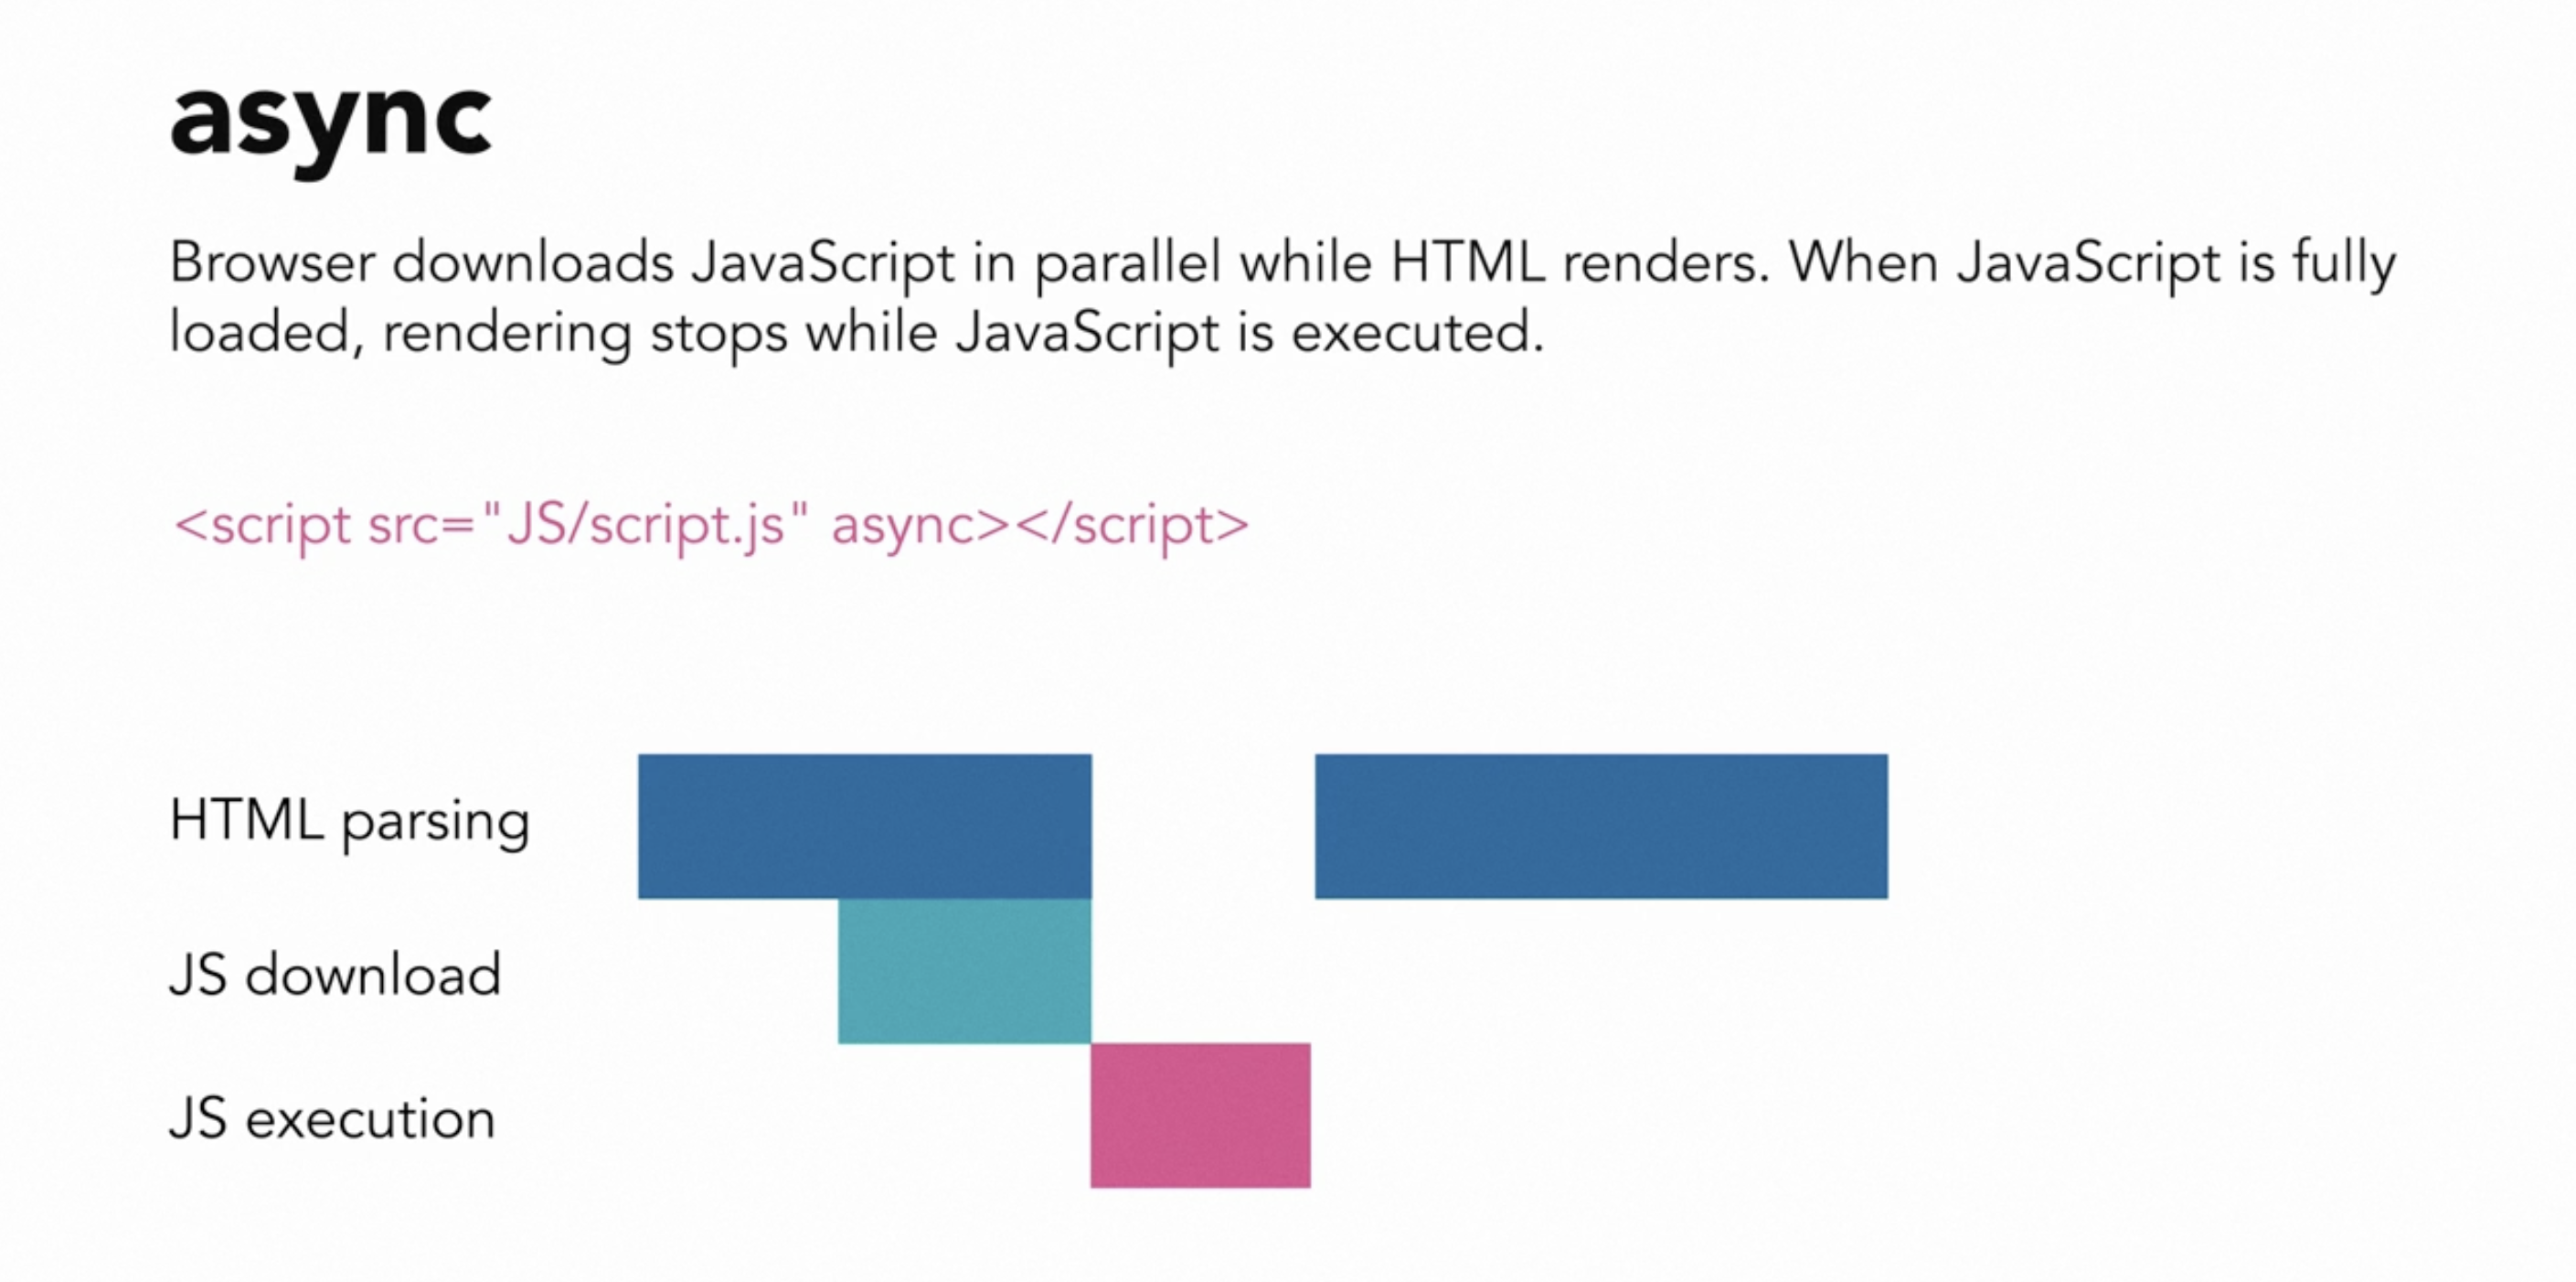 async
Browser downloads JavaScript in parallel while HTML renders. When JavaScript is fully
loaded, rendering stops while JavaScript is executed.
<script src="JS/script.js" async></script>
HTML parsing
JS download
JS execution